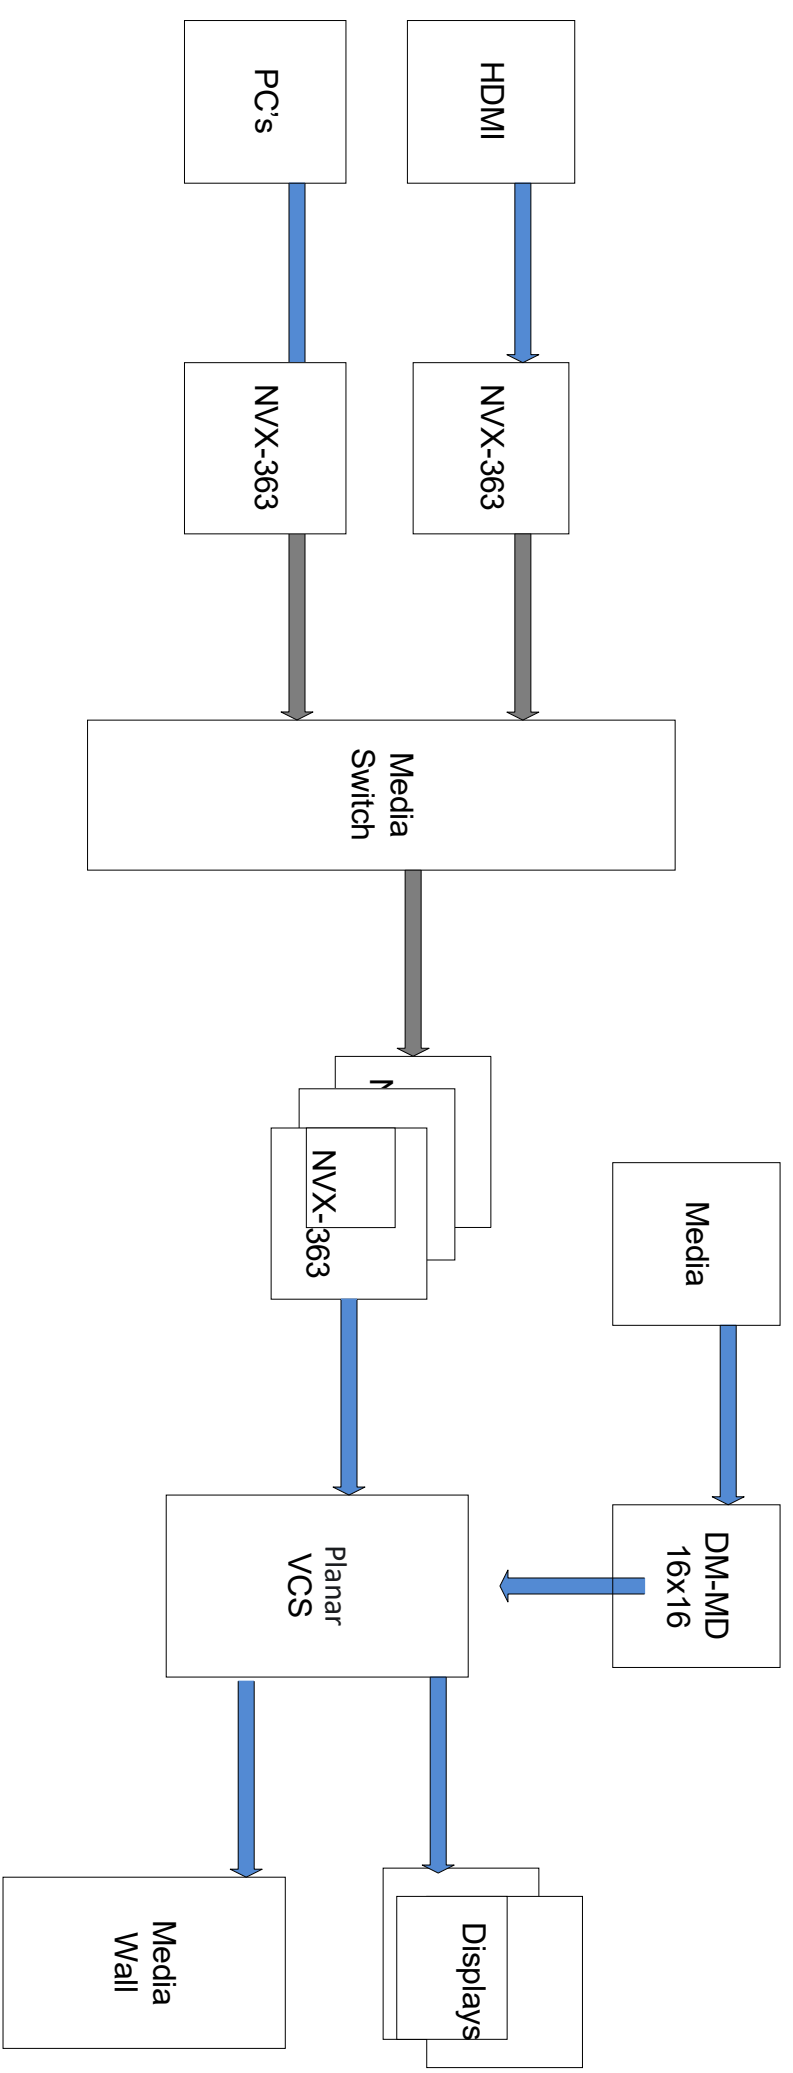 HDMI
PC's
NVX-363
NVX-363
Media
Switch
N
NVX-363
Media
DM-MD
16x16
Planar
VCS
Displays
Media
Wall